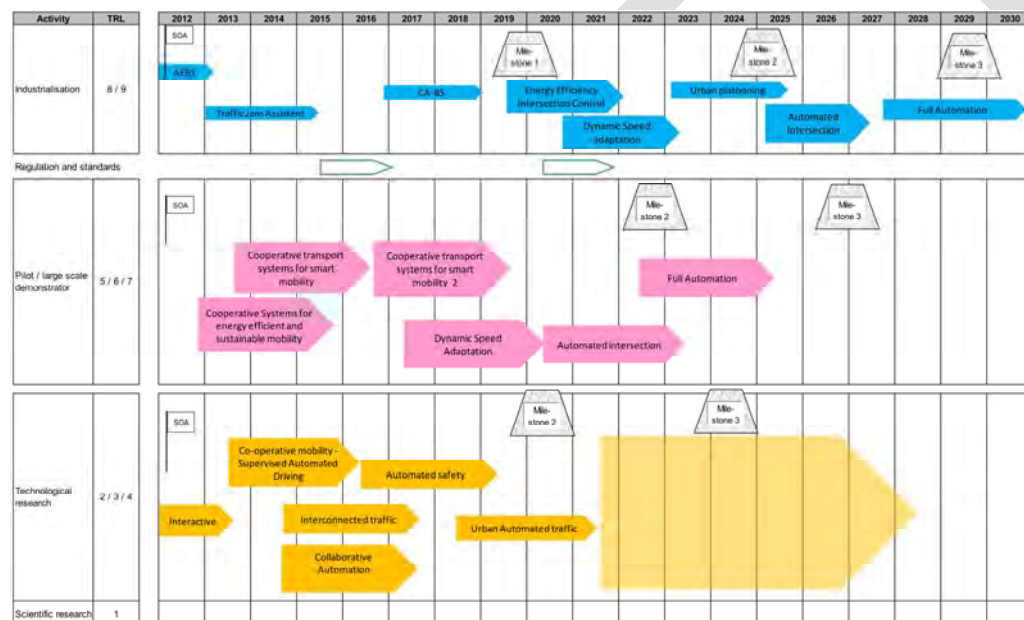 Activity TRL 2012 2013 2014 2015 2016 2017 2018 2019 2020 2021 2022 2023 2024 2025 2026 2027 2028 2029 2030
SOA
Mile-
stone 1
Mile-
stone 2
Mile-
stone 3
Industrialisation 8 / 9
AEBS
Traffic Jam Assistent
CA-BS
Energy Efficiency
Intersection Control
Dynamic Speed
adaptation
Urban platooning
Automated
Intersection
Full Automation
Regulation and standards
SOA
Mile-
stone 2
Mile-
stone 3
Pilot / large scale
demonstrator
5 / 6 / 7
Cooperative transport
systems for smart
mobility
Cooperative transport
systems for smart
mobility 2
Full Automation
Cooperative Systems for
energy efficient and
sustainable mobility
Dynamic Speed
Adaptation
Automated intersection
SOA
Mile-
stone 2
Mile-
stone 3
Technological
research
2 / 3 / 4
Co-operative mobility -
Supervised Automated
Driving
Automated safety
Interactive
Interconnected traffic
Urban Automated traffic
Collaborative
Automation
Scientific research 1